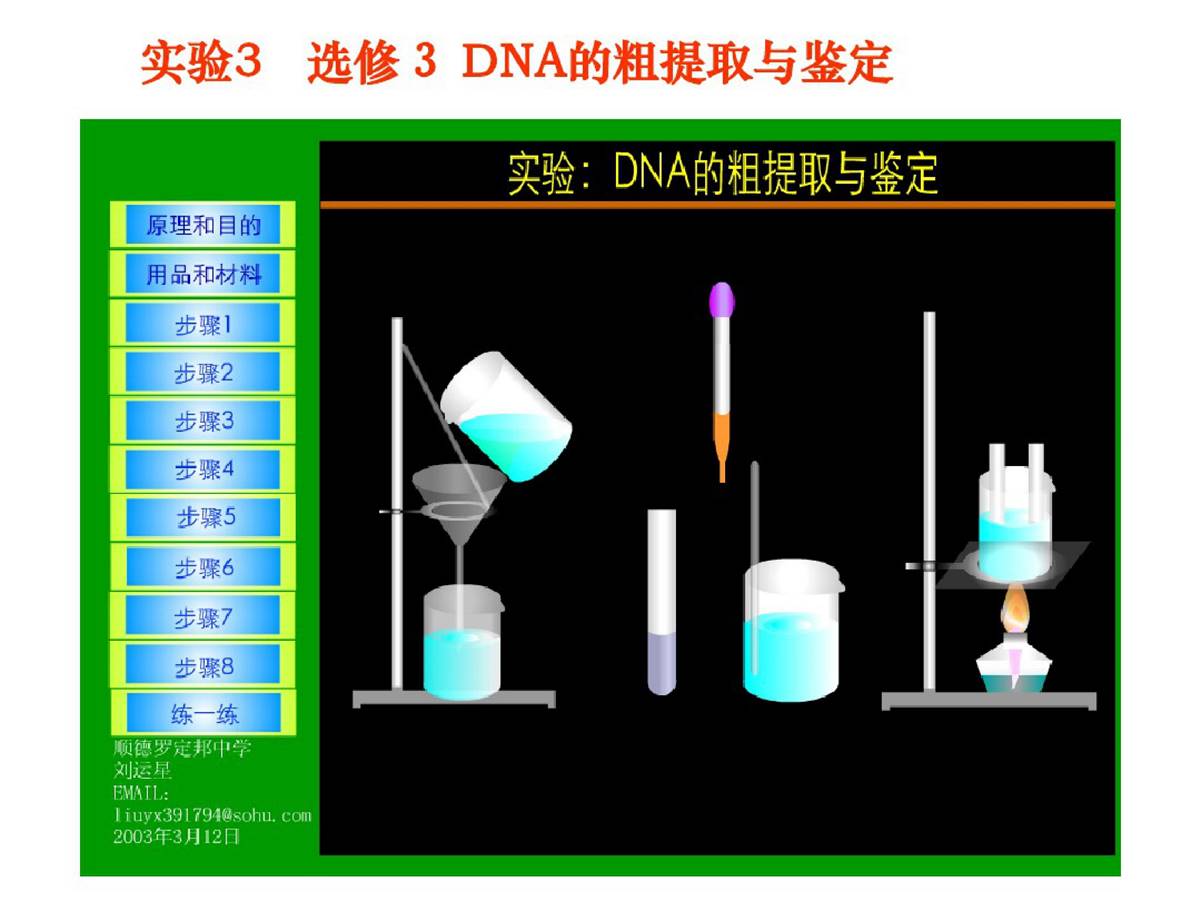 实验3 选修 3 DNA的粗提取与鉴定
实验：DNA的粗提取与鉴定
原理和目的
用品和材料
步骤1
步骤2
步骤3
步骤4
步骤5
步骤6
步骤7
步骤8
练一练
顺德罗定邦中学
刘运星
EMAIL:
liuyx391794@sohu.com
2003年3月12日